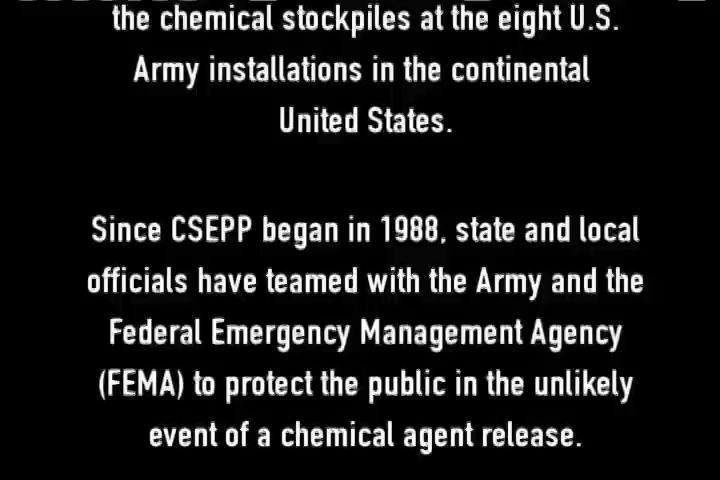 the chemical stockpiles at the eight U.S.
Army installations in the continental
United States.
Since CSEPP began in 1988, state and local
officials have teamed with the Army and the
Federal Emergency Management Agency
(FEMA) to protect the public in the unlikely
event of a chemical agent release.